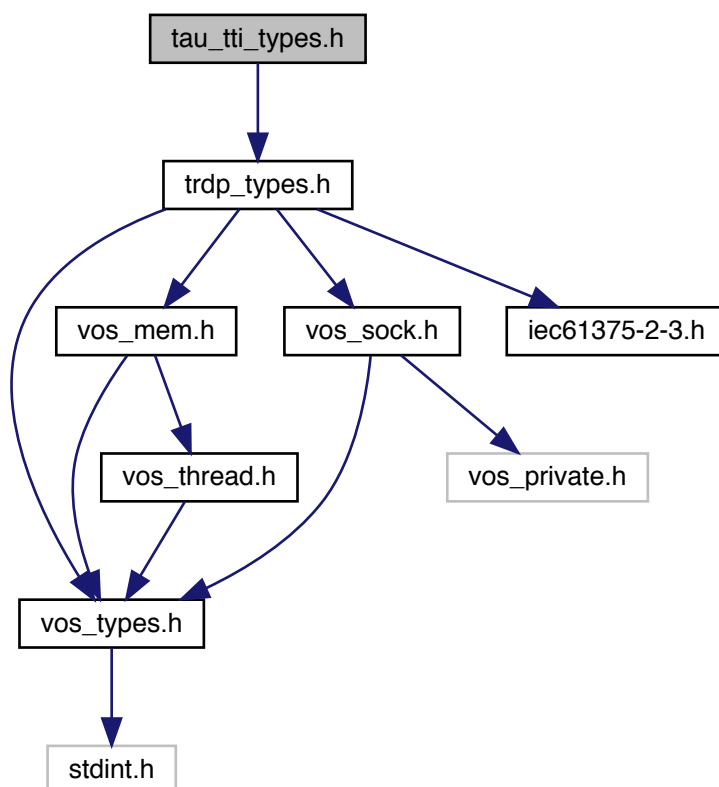 tau_tti_types.h
trdp_types.h
vos_mem.h
vos_sock.h
iec61375-2-3.h
vos_thread.h
vos_private.h
vos_types.h
stdint.h